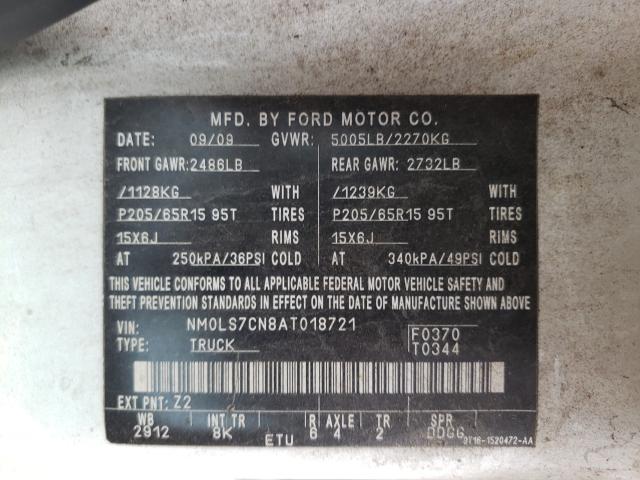 MFD. BY FORD MOTOR CO.
DATE: 09/09 GVWR: 5005LB/2270KG
FRONT GAWR: 2486LB REAR GAWR: 2732LB
/1128KG WITH /1239KG WITH
P205/65R15 95T TIRES P205/65R15 95T TIRES
15X6J RIMS 15X6J RIMS
AT 250kPA/36PSI COLD AT 340kPA/49PSI COLD
THIS VEHICLE CONFORMS TO ALL APPLICABLE FEDERAL MOTOR VEHICLE SAFETY AND
THEFT PREVENTION STANDARDS IN EFFECT ON THE DATE OF MANUFACTURE SHOWN ABOVE.
VIN: NM0LS7CN8AT018721 F0370
TYPE: TRUCK T0344
EXT PNT: Z2
WB INT TR R AXLE TR SPR
2912 8K ETU 6 4 2 DDGG
9T16-1520472-AA